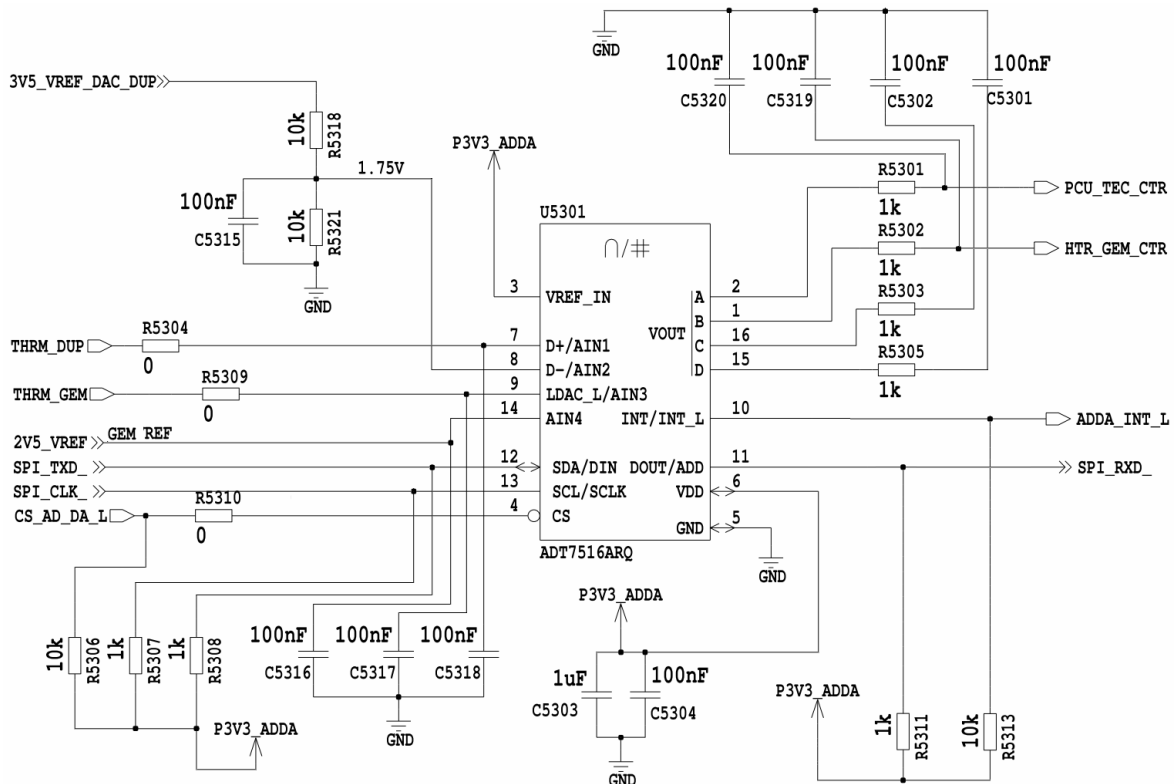 GND
100nF 100nF 100nF 100nF
C5320 C5319 C5302 C5301
3V5_VREF_DAC_DUP
10k R5318
P3V3_ADDA
1.75V
R5301
1k
PCU_TEC_CTR
100nF
C5315
10k R5321
GND
U5301
∩/#
R5302
1k
HTR_GEM_CTR
3 VREF_IN
A 2
R5303
1k
B 1
VOUT
R5304
0
THRM_DUP
7 D+/AIN1
C 16
R5305
1k
8 D-/AIN2
D 15
R5309
0
THRM_GEM
9 LDAC_L/AIN3
14 AIN4
INT/INT_L 10
ADDA_INT_L
2V5_VREF GEM REF
SPI_TXD_
12 SDA/DIN
DOUT/ADD 11
SPI_RXD_
SPI_CLK_
13 SCL/SCLK
VDD 6
CS_AD_DA_L
R5310
0
4 CS
GND 5
ADT7516ARQ
GND
P3V3_ADDA
10k R5306 1k R5307 1k R5308
100nF 100nF 100nF
C5316 C5317 C5318
1uF 100nF
C5303 C5304
P3V3_ADDA
1k R5311 10k R5313
P3V3_ADDA
GND
GND